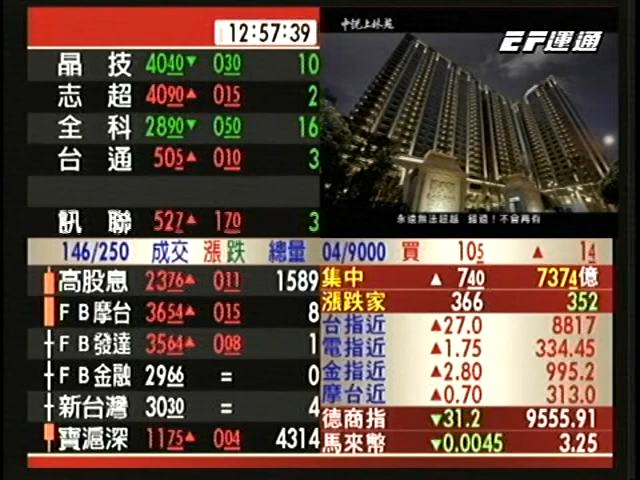 12:57:39
晶技 4040▼ 030 10
志超 4090▲ 015 2
全科 2890▼ 050 16
台通 505▲ 010 3
訊聯 527▲ 170 3
中悅上林苑
EF運通
永遠無法超越 錯過!不會再有
146/250 成交 漲跌 總量
高股息 2376▲ 011 1589
FB摩台 3654▲ 015 8
FB發達 3564▲ 008 1
FB金融 2966 = 0
新台灣 3030 = 4
寶滬深 1175▲ 004 4314
04/9000 買 105 ▲ 14
集中 ▲ 740 7374億
漲跌家 366 352
台指近 ▲27.0 8817
電指近 ▲1.75 334.45
金指近 ▲2.80 995.2
摩台近 ▲0.70 313.0
德商指 ▼31.2 9555.91
馬來幣 ▼0.0045 3.25